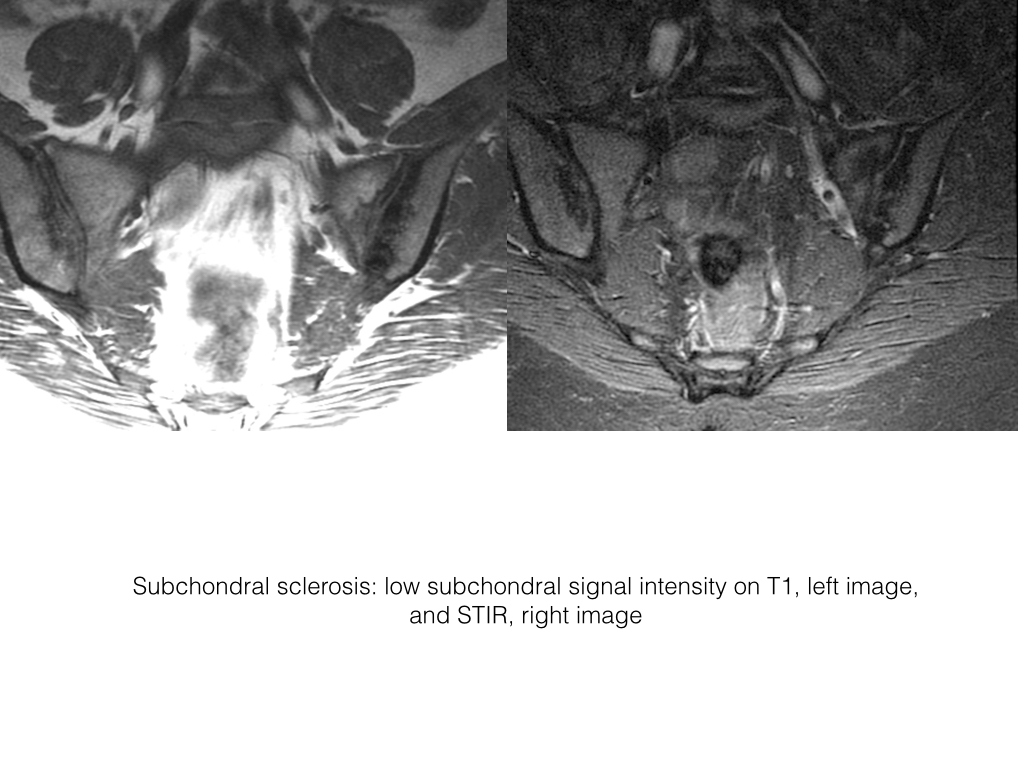 Subchondral sclerosis: low subchondral signal intensity on T1, left image,
and STIR, right image